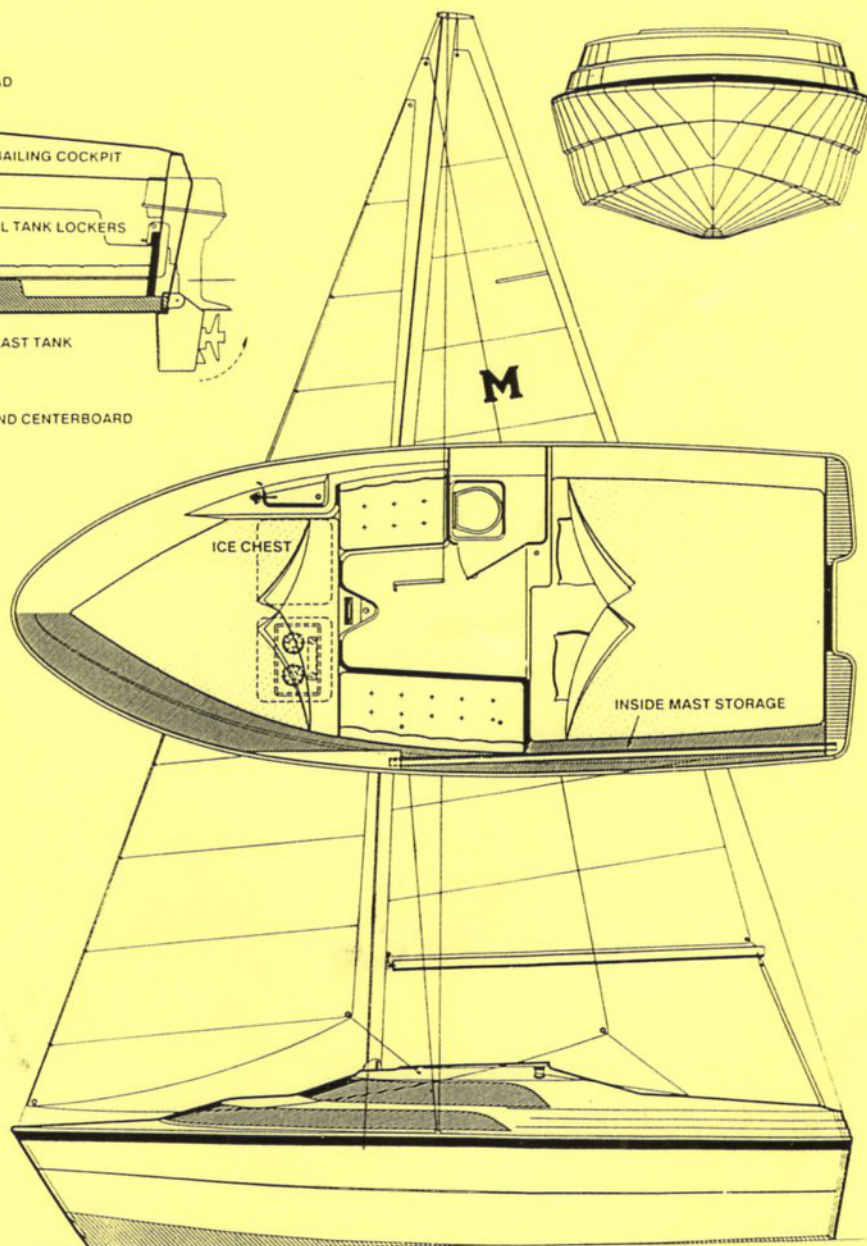 AILING COCKPIT
L TANK LOCKERS
AST TANK
ND CENTERBOARD
M
ICE CHEST
INSIDE MAST STORAGE